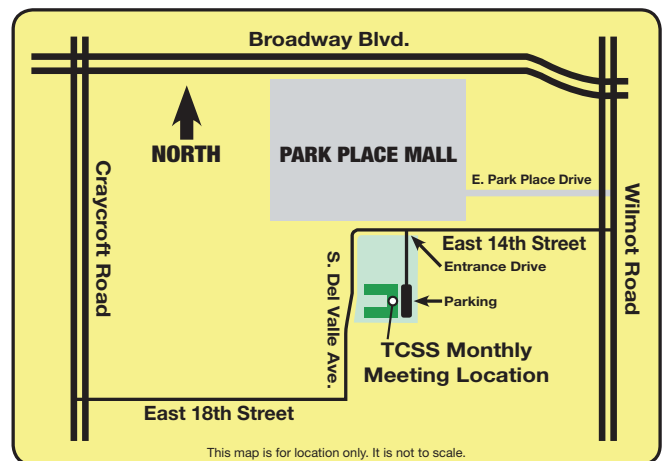 Broadway Blvd.
NORTH
PARK PLACE MALL
E. Park Place Drive
Craycroft Road
Wilmot Road
East 14th Street
Entrance Drive
S. Del Valle Ave.
Parking
TCSS Monthly
Meeting Location
East 18th Street
This map is for location only. It is not to scale.